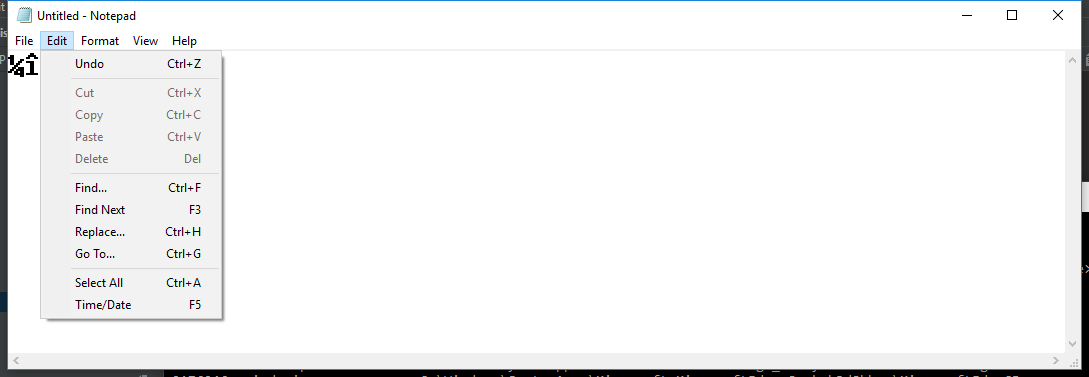 Untitled - Notepad
File Edit Format View Help
¼î
Undo Ctrl+Z
Cut Ctrl+X
Copy Ctrl+C
Paste Ctrl+V
Delete Del
Find... Ctrl+F
Find Next F3
Replace... Ctrl+H
Go To... Ctrl+G
Select All Ctrl+A
Time/Date F5